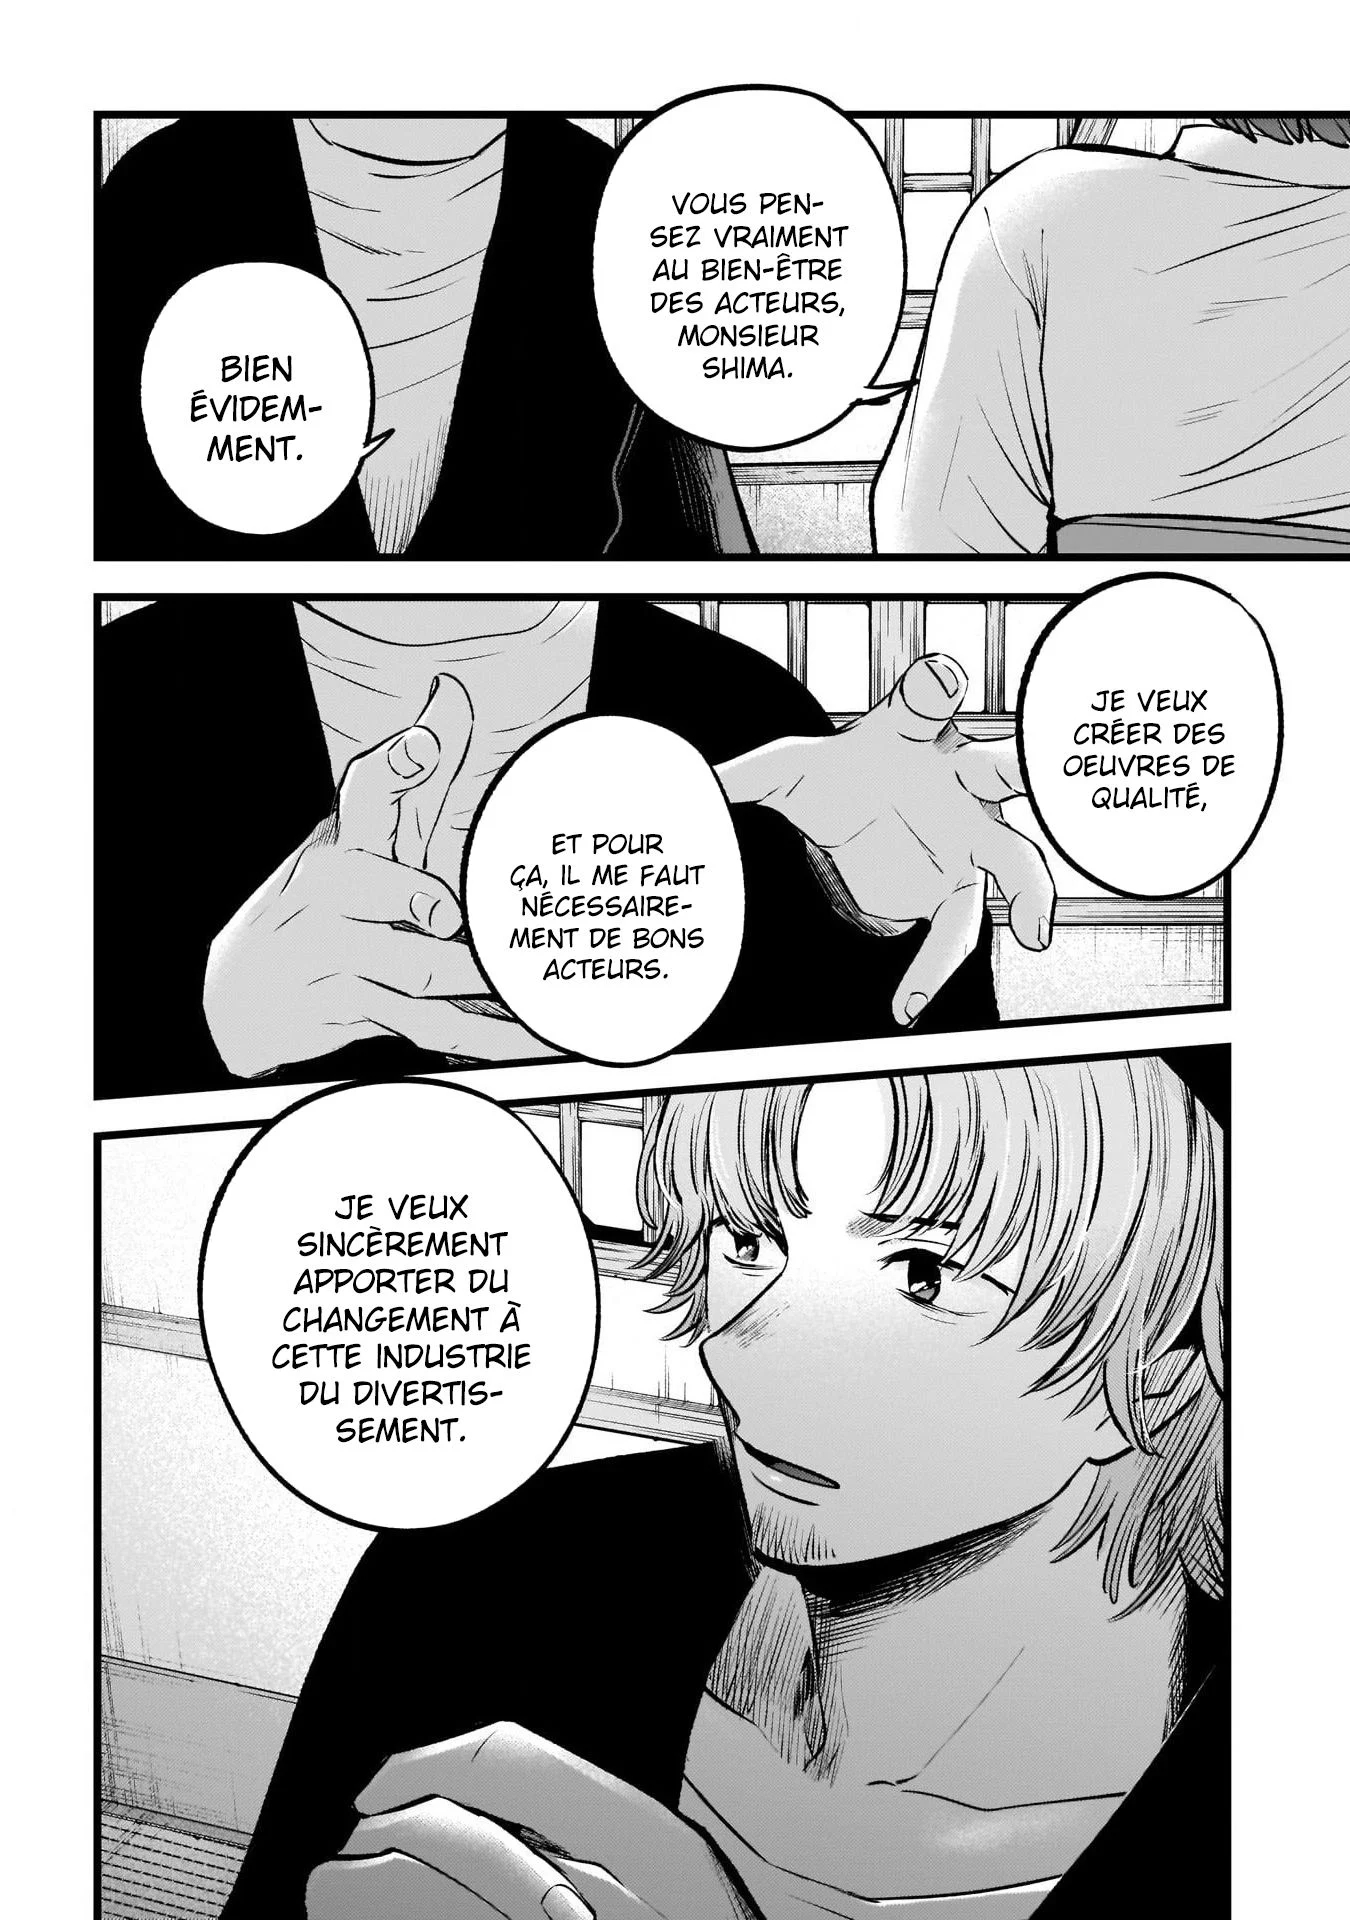 VOUS PEN-
SEZ VRAIMENT
AU BIEN-ÊTRE
DES ACTEURS,
MONSIEUR
SHIMA.
BIEN
ÉVIDEM-
MENT.
JE VEUX
CRÉER DES
OEUVRES DE
QUALITÉ,
ET POUR
ÇA, IL ME FAUT
NÉCESSAIRE-
MENT DE BONS
ACTEURS.
JE VEUX
SINCÈREMENT
APPORTER DU
CHANGEMENT À
CETTE INDUSTRIE
DU DIVERTIS-
SEMENT.